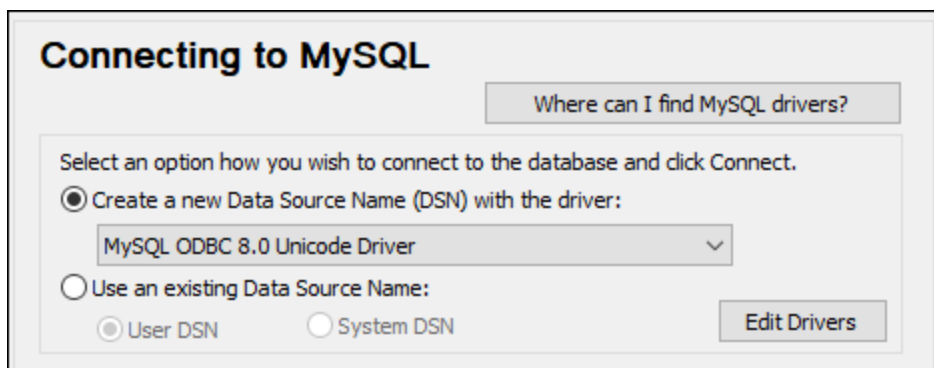 Connecting to MySQL
Where can I find MySQL drivers?
Select an option how you wish to connect to the database and click Connect.
Create a new Data Source Name (DSN) with the driver:
MySQL ODBC 8.0 Unicode Driver
Use an existing Data Source Name:
User DSN System DSN Edit Drivers